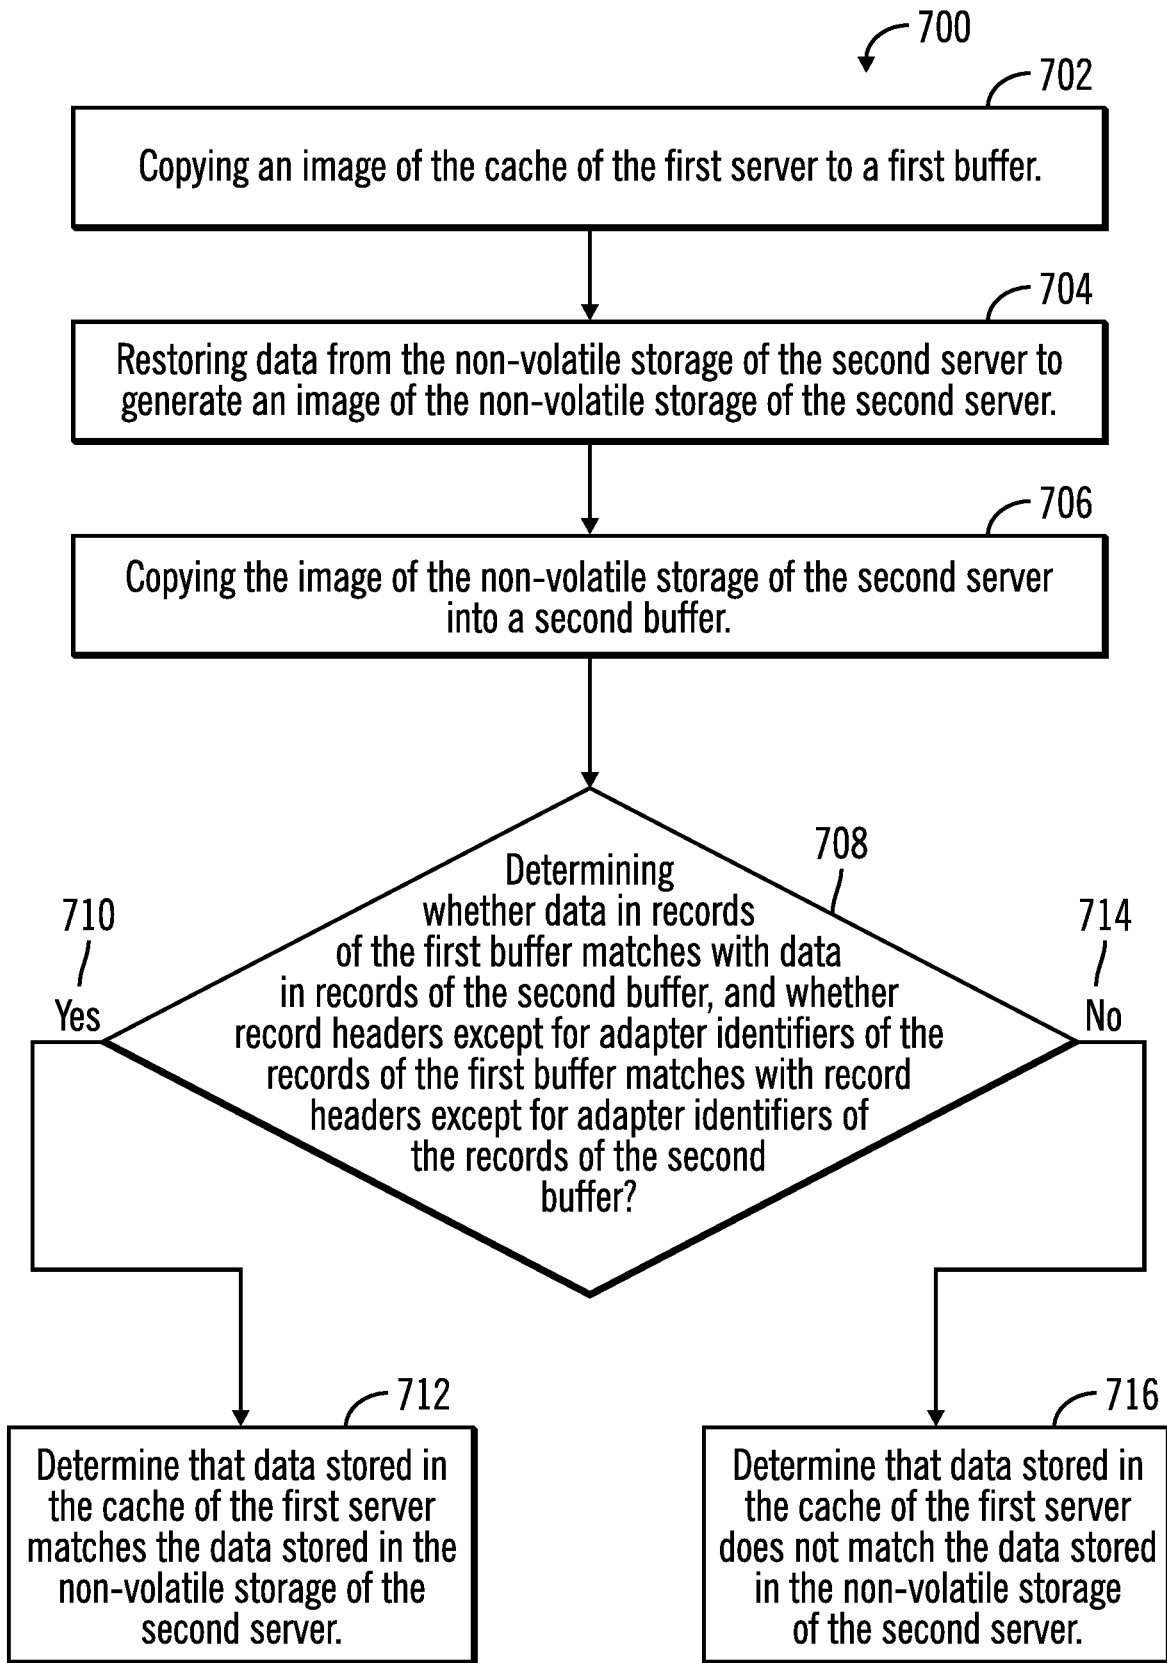 700
702
Copying an image of the cache of the first server to a first buffer.
704
Restoring data from the non-volatile storage of the second server to
generate an image of the non-volatile storage of the second server.
706
Copying the image of the non-volatile storage of the second server
into a second buffer.
708
Determining
whether data in records
of the first buffer matches with data
in records of the second buffer, and whether
record headers except for adapter identifiers of the
records of the first buffer matches with record
headers except for adapter identifiers of
the records of the second
buffer?
710
Yes
714
No
712
Determine that data stored in
the cache of the first server
matches the data stored in the
non-volatile storage of the
second server.
716
Determine that data stored in
the cache of the first server
does not match the data stored
in the non-volatile storage
of the second server.